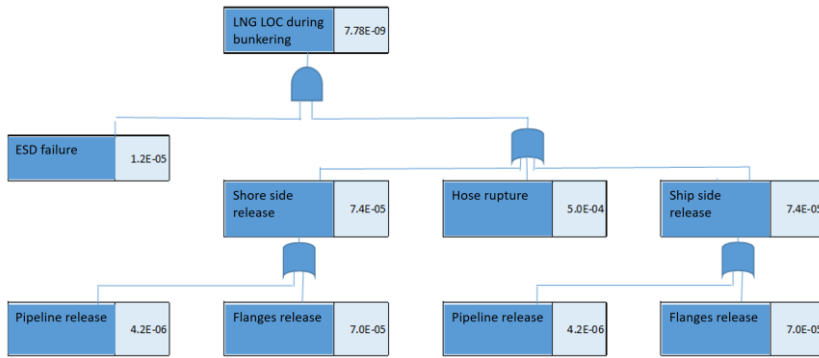 LNG LOC during
bunkering
7.78E-09
ESD failure
1.2E-05
Shore side
release
7.4E-05
Hose rupture
5.0E-04
Ship side
release
7.4E-05
Pipeline release
4.2E-06
Flanges release
7.0E-05
Pipeline release
4.2E-06
Flanges release
7.0E-05